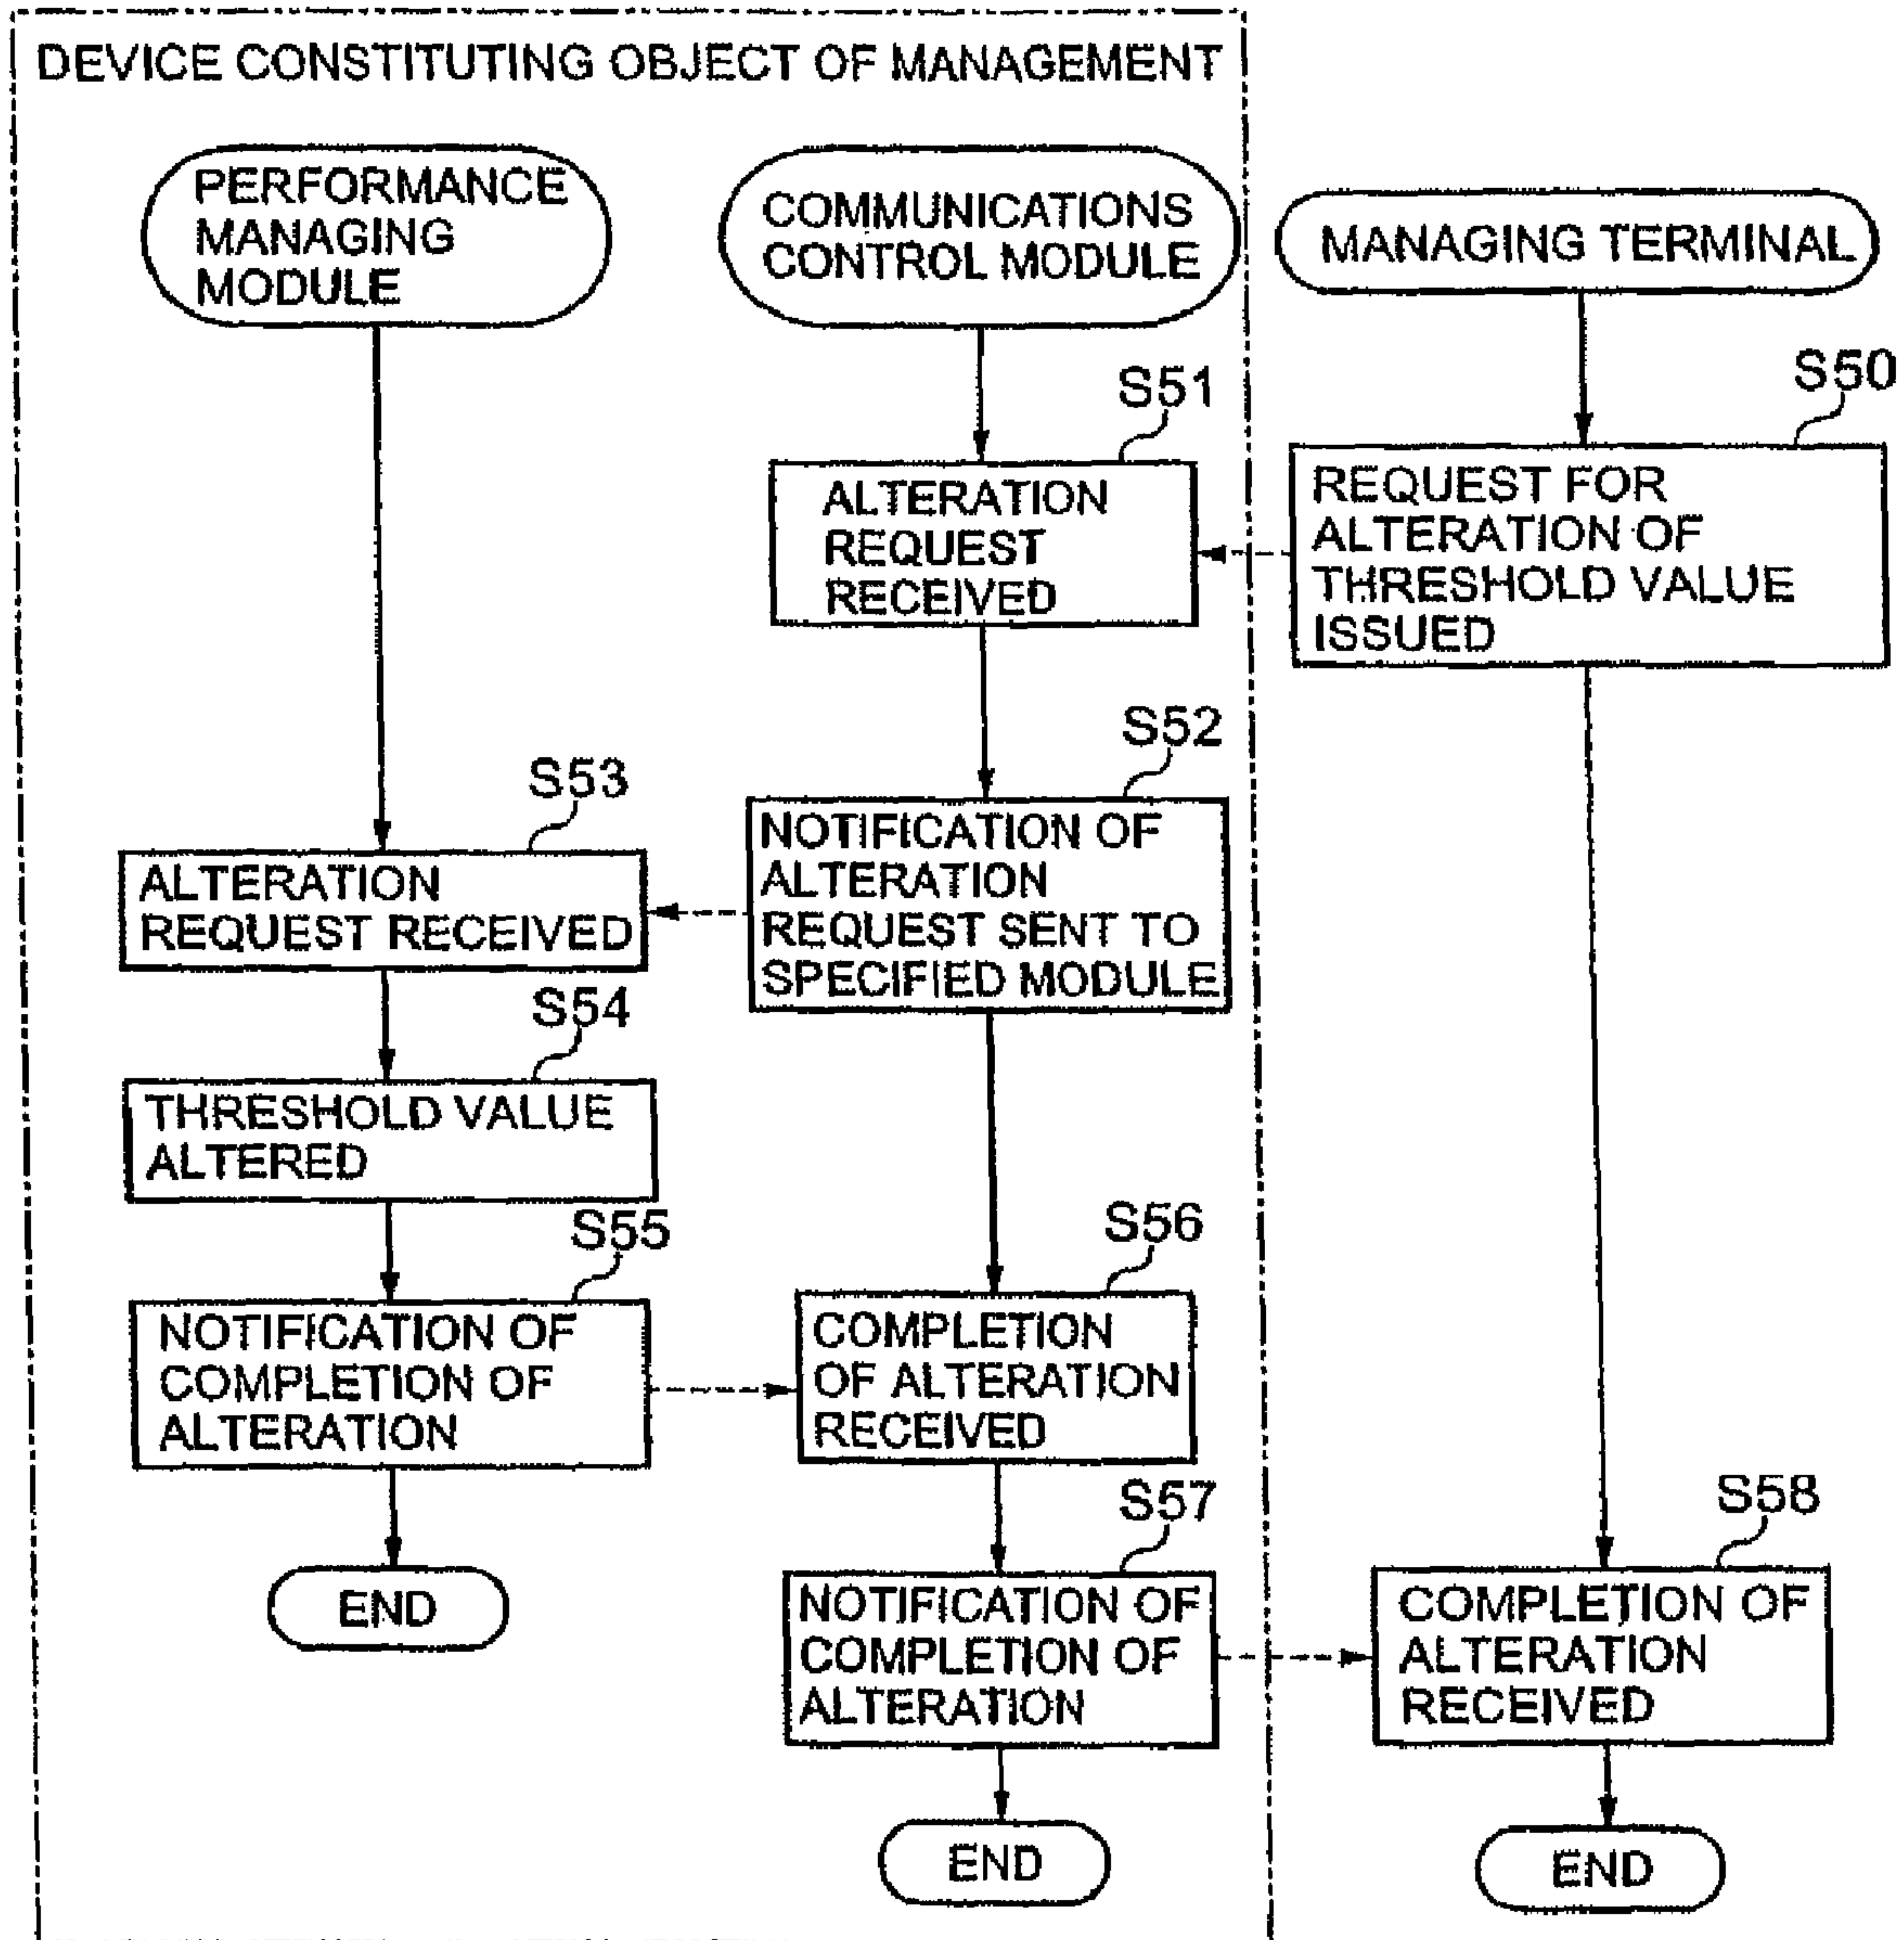 DEVICE CONSTITUTING OBJECT OF MANAGEMENT
PERFORMANCE
MANAGING
MODULE
COMMUNICATIONS
CONTROL MODULE
MANAGING TERMINAL
S50
REQUEST FOR
ALTERATION OF
THRESHOLD VALUE
ISSUED
S51
ALTERATION
REQUEST
RECEIVED
S52
NOTIFICATION OF
ALTERATION
REQUEST SENT TO
SPECIFIED MODULE
S53
ALTERATION
REQUEST RECEIVED
S54
THRESHOLD VALUE
ALTERED
S55
NOTIFICATION OF
COMPLETION OF
ALTERATION
S56
COMPLETION
OF ALTERATION
RECEIVED
S57
NOTIFICATION OF
COMPLETION OF
ALTERATION
S58
COMPLETION OF
ALTERATION
RECEIVED
END
END
END